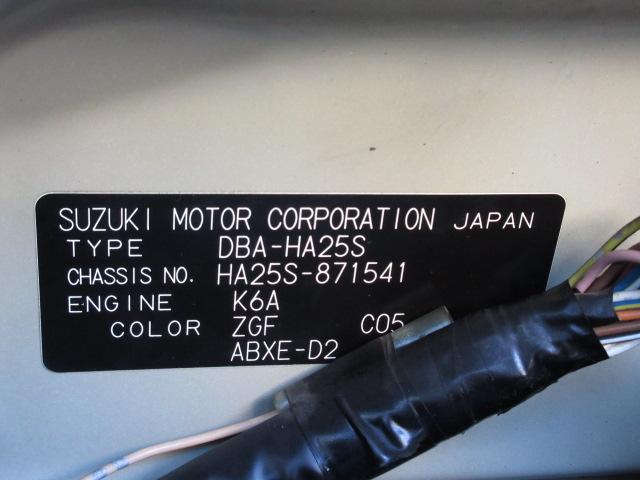 SUZUKI MOTOR CORPORATION JAPAN
TYPE DBA-HA25S
CHASSIS NO. HA25S-871541
ENGINE K6A
COLOR ZGF C05
ABXE-D2